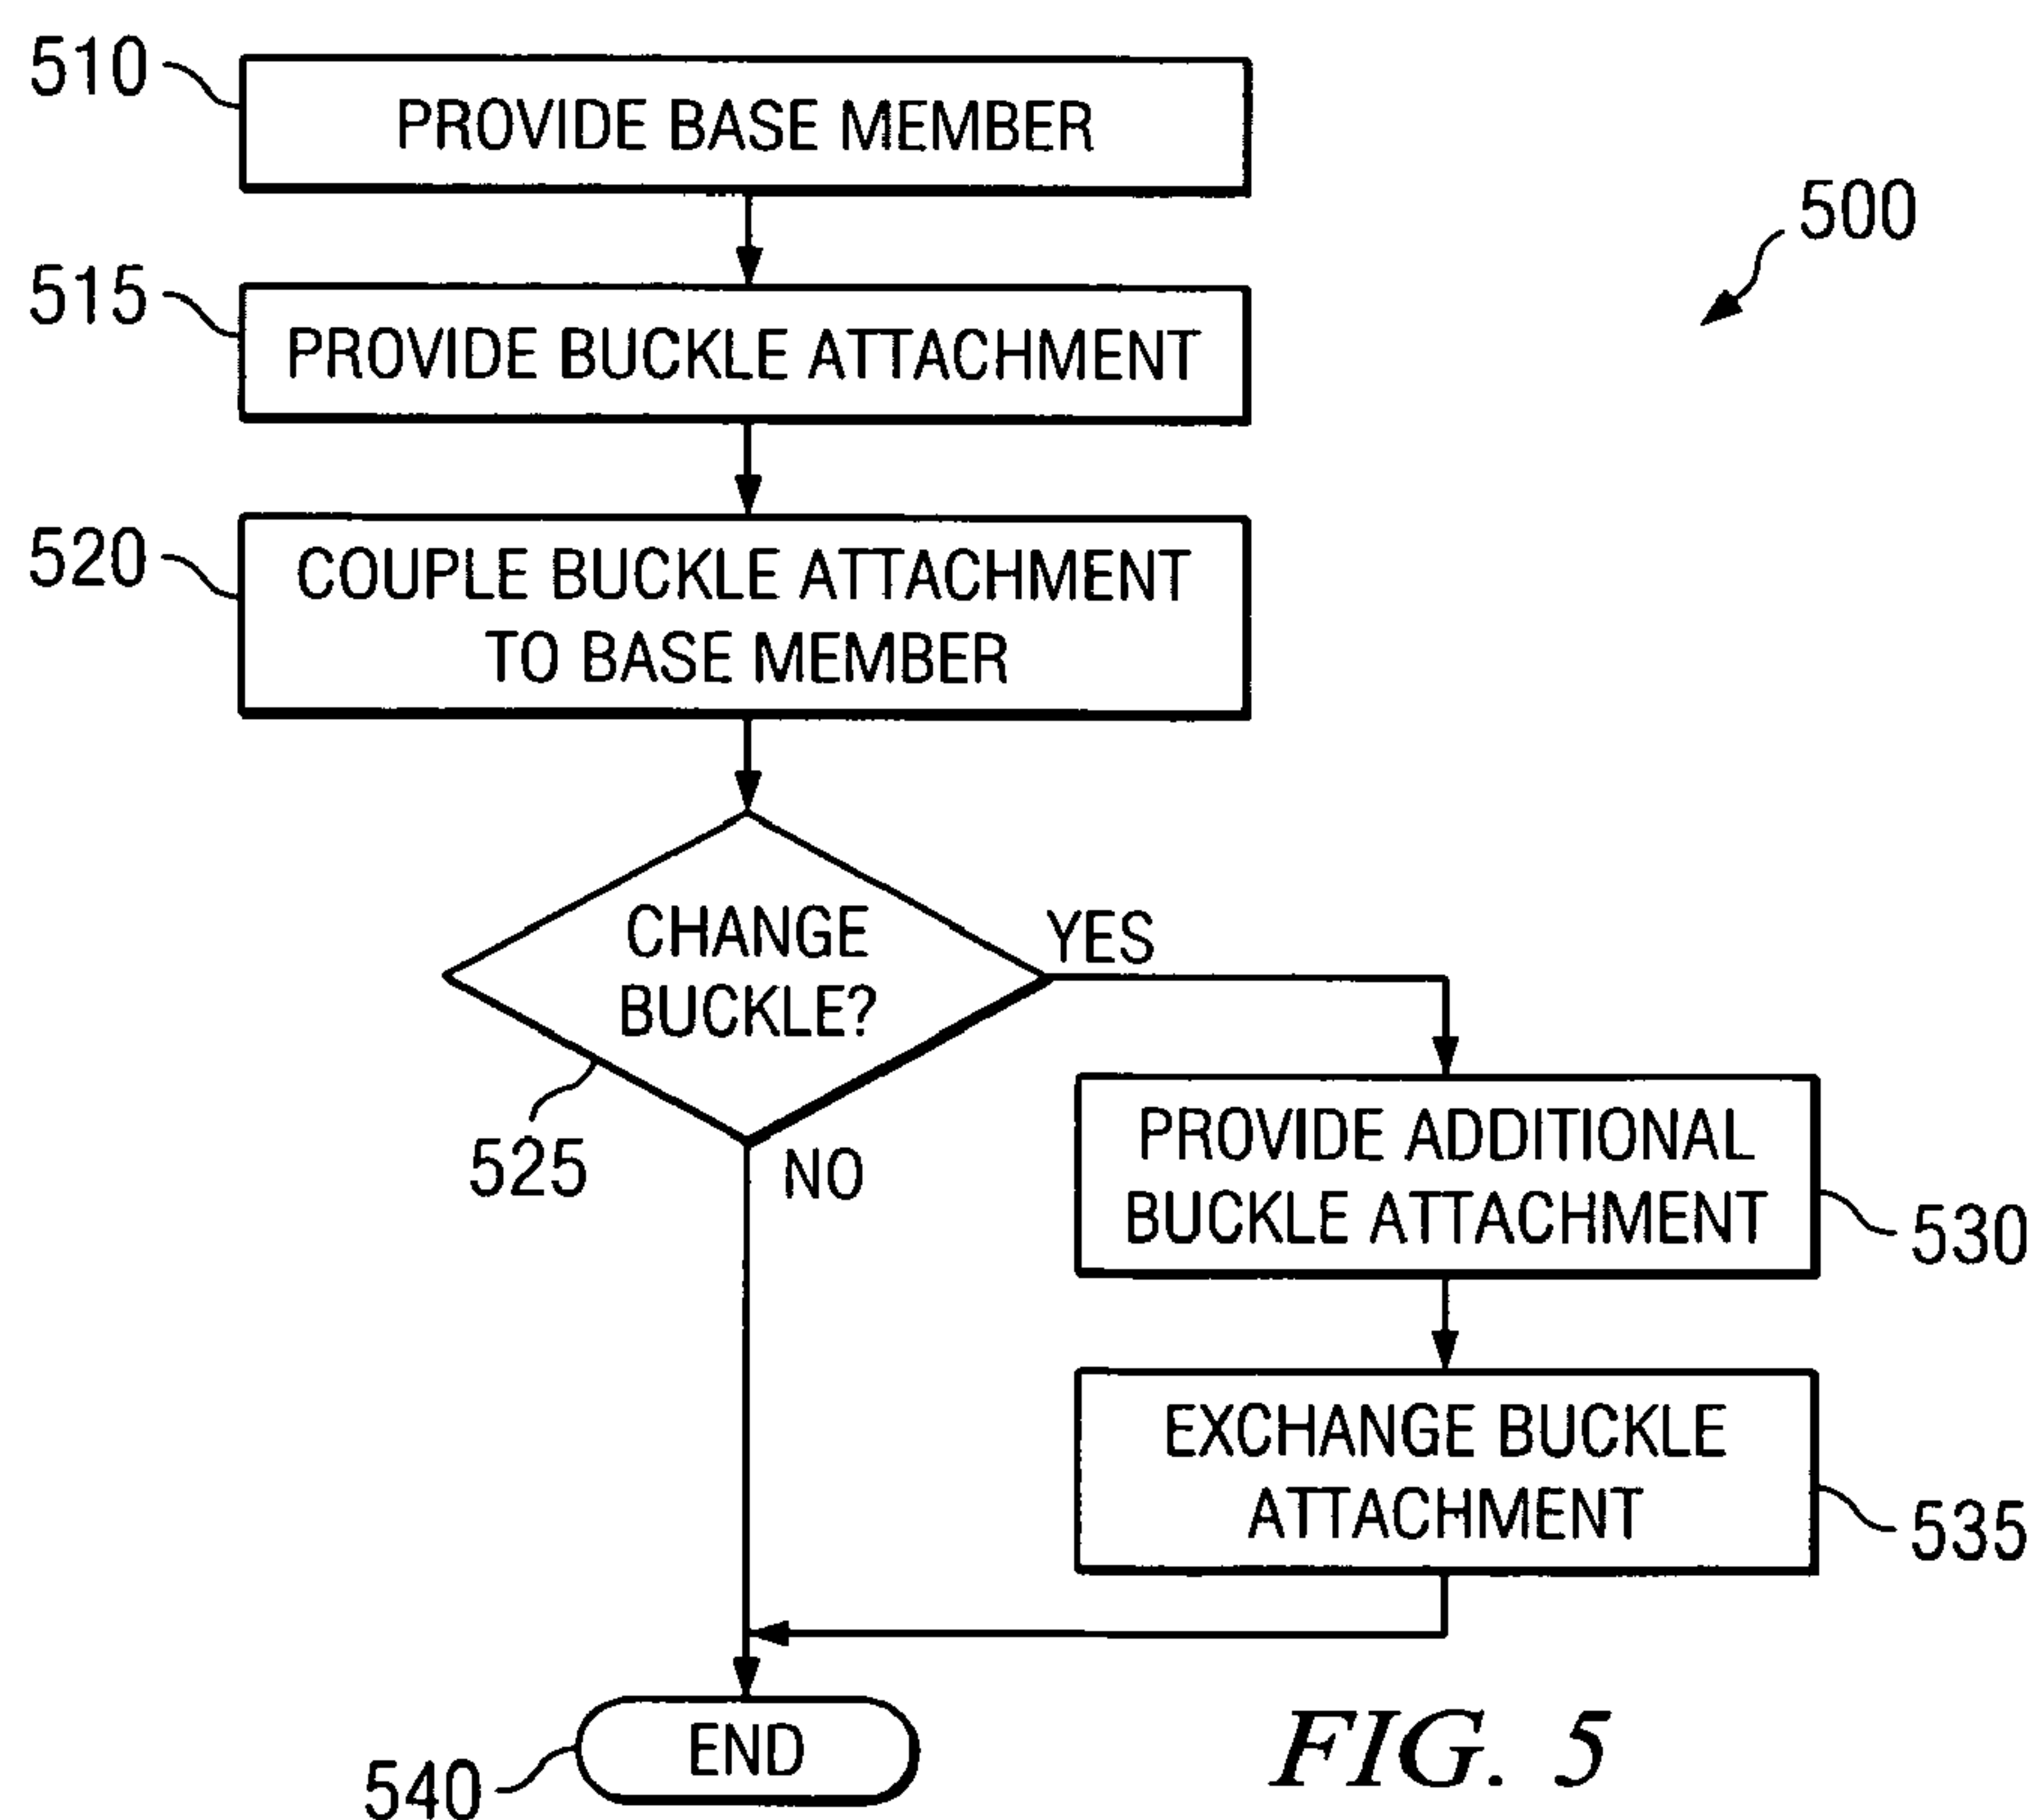 510
PROVIDE BASE MEMBER
500
515
PROVIDE BUCKLE ATTACHMENT
520
COUPLE BUCKLE ATTACHMENT
TO BASE MEMBER
CHANGE
BUCKLE?
YES
525
NO
PROVIDE ADDITIONAL
BUCKLE ATTACHMENT
530
EXCHANGE BUCKLE
ATTACHMENT
535
END
540
FIG. 5